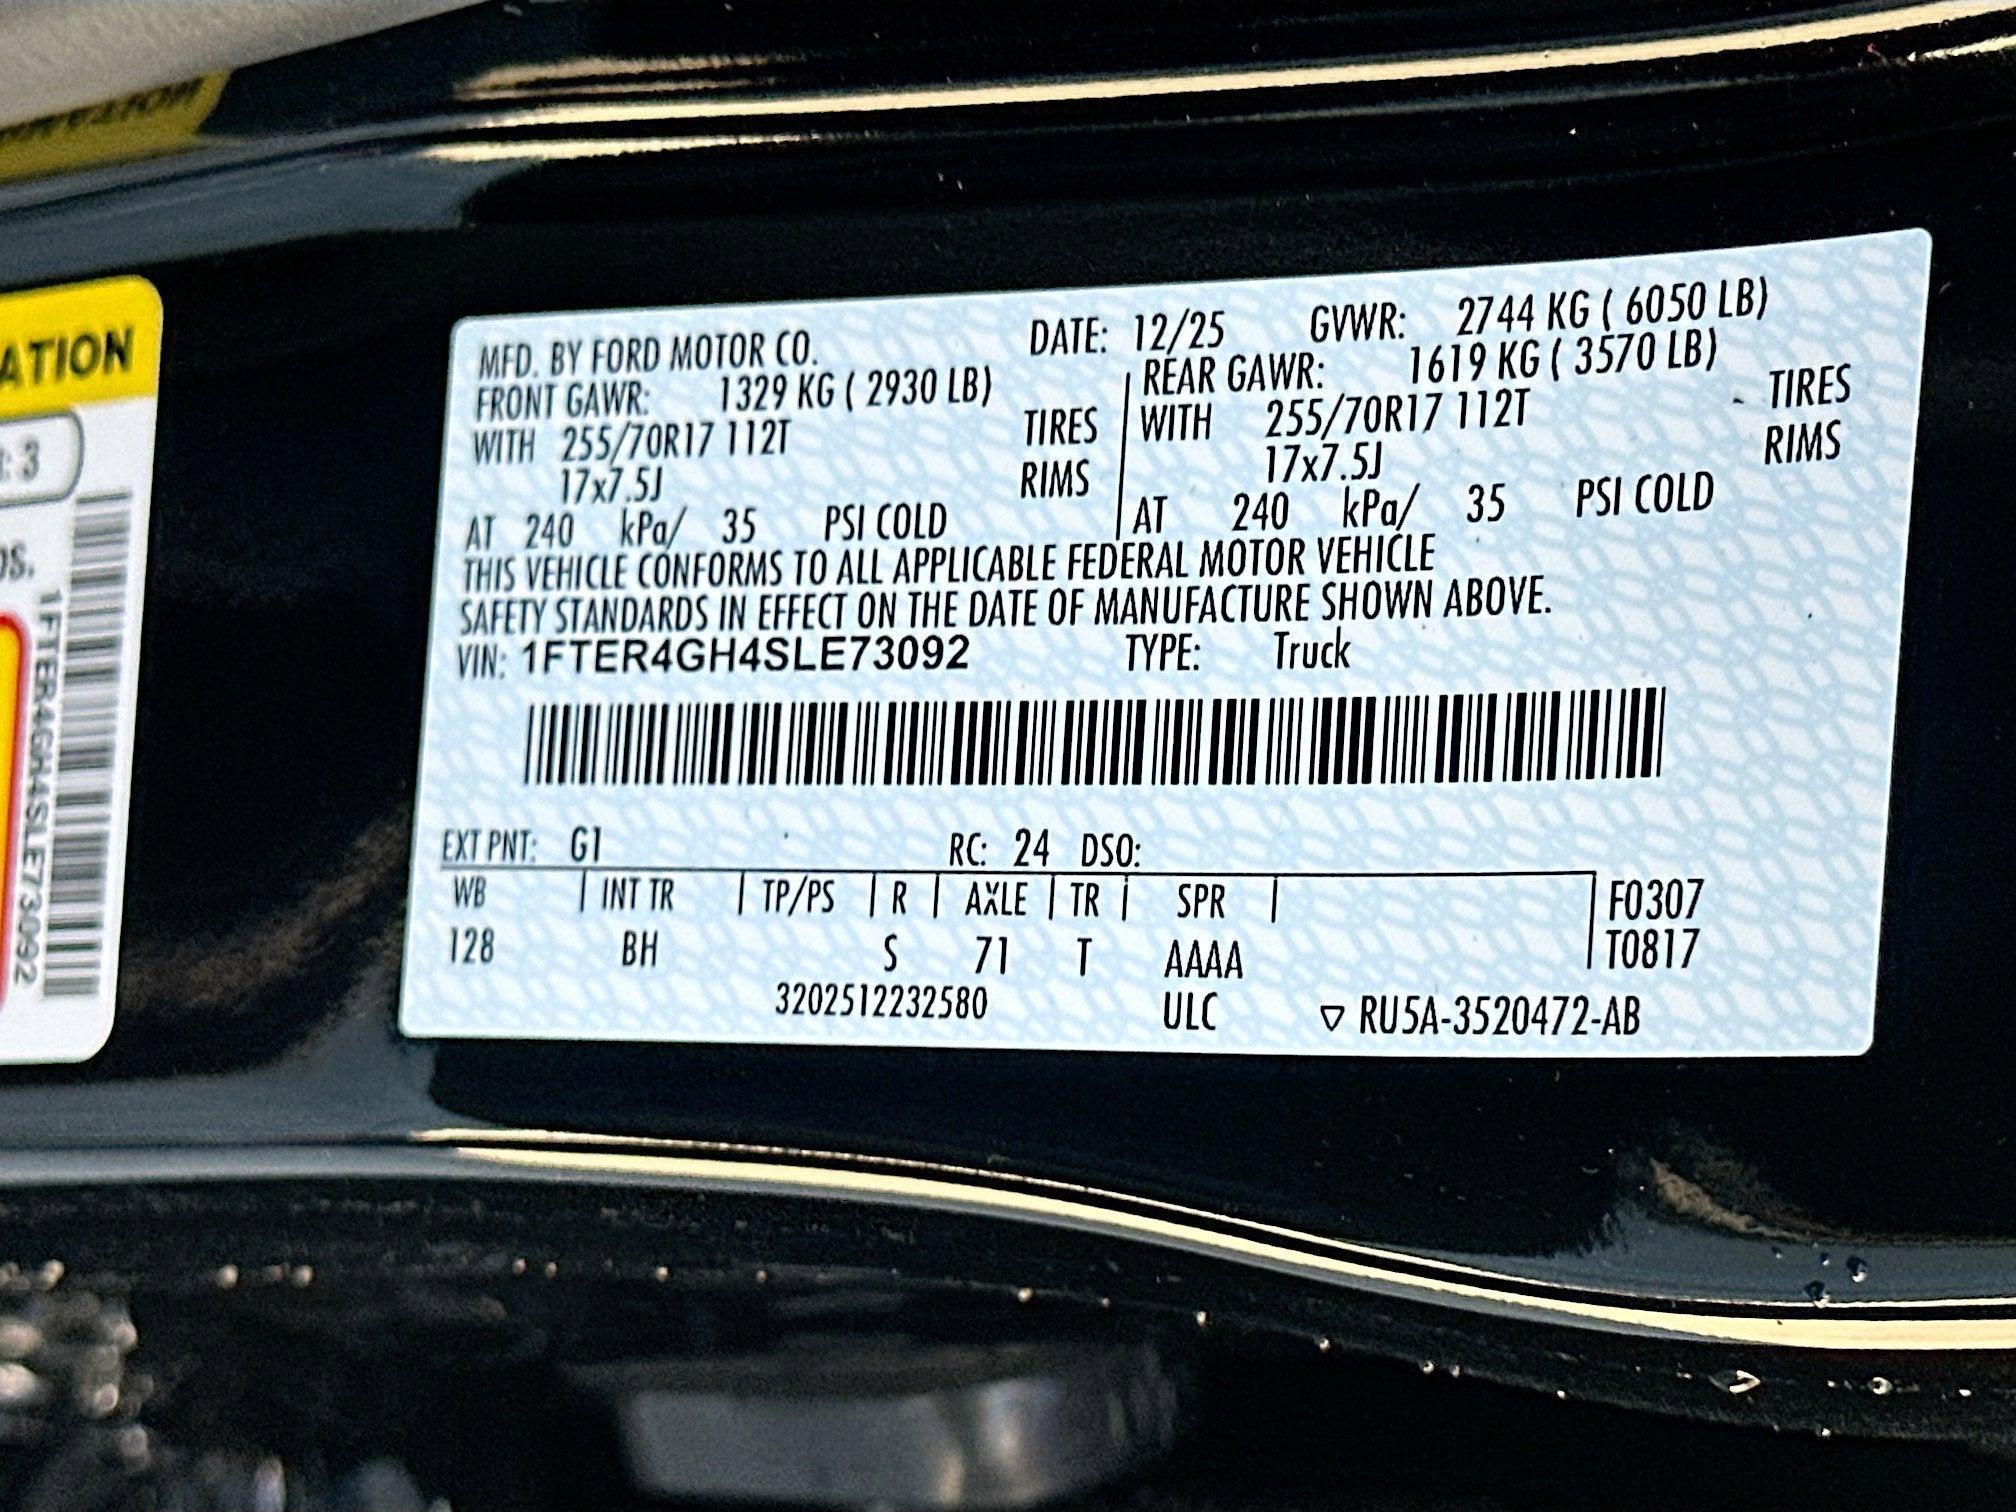 ATION
: 3
OS.
1FTER4GH4SLE73092
MFD. BY FORD MOTOR CO. DATE: 12/25 GVWR: 2744 KG ( 6050 LB)
FRONT GAWR: 1329 KG ( 2930 LB) REAR GAWR: 1619 KG ( 3570 LB)
WITH 255/70R17 112T TIRES WITH 255/70R17 112T TIRES
17x7.5J RIMS 17x7.5J RIMS
AT 240 kPa/ 35 PSI COLD AT 240 kPa/ 35 PSI COLD
THIS VEHICLE CONFORMS TO ALL APPLICABLE FEDERAL MOTOR VEHICLE
SAFETY STANDARDS IN EFFECT ON THE DATE OF MANUFACTURE SHOWN ABOVE.
VIN: 1FTER4GH4SLE73092 TYPE: Truck
EXT PNT: G1 RC: 24 DSO:
WB INT TR TP/PS R AXLE TR SPR F0307
128 BH S 71 T AAAA T0817
3202512232580 ULC ▽ RU5A-3520472-AB